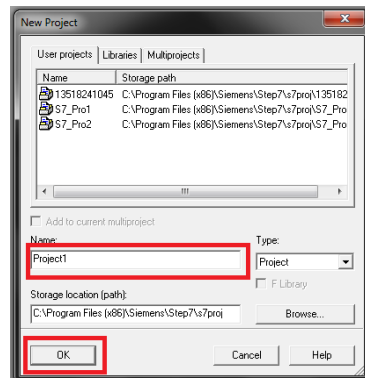 New Project
User projects Libraries Multiprojects
Name Storage path
13518241045 C:\Program Files (x86)\Siemens\Step7\s7proj\135182
S7_Pro1 C:\Program Files (x86)\Siemens\Step7\s7proj\S7_Pro
S7_Pro2 C:\Program Files (x86)\Siemens\Step7\s7proj\S7_Pro
Add to current multiproject
Name: Type:
Project1 Project
F Library
Storage location (path):
C:\Program Files (x86)\Siemens\Step7\s7proj Browse...
OK Cancel Help